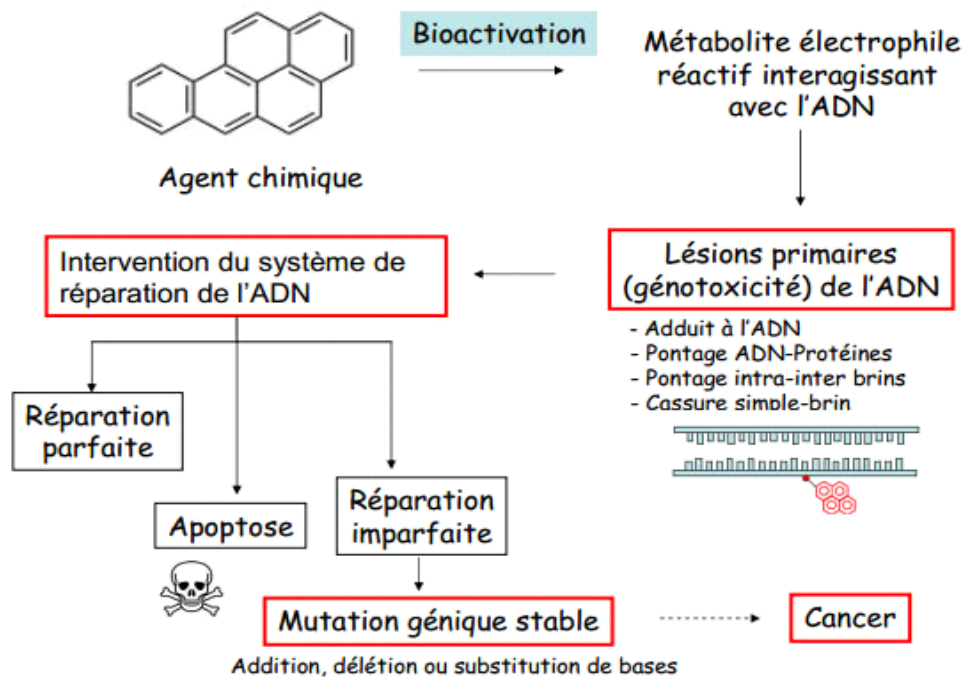 Bioactivation
Métabolite électrophile
réactif interagissant
avec l'ADN
Agent chimique
Lésions primaires
(génotoxicité) de l'ADN
- Adduit à l'ADN
- Pontage ADN-Protéines
- Pontage intra-inter brins
- Cassure simple-brin
Intervention du système de
réparation de l'ADN
Réparation
parfaite
Apoptose
Réparation
imparfaite
Mutation génique stable
Cancer
Addition, délétion ou substitution de bases